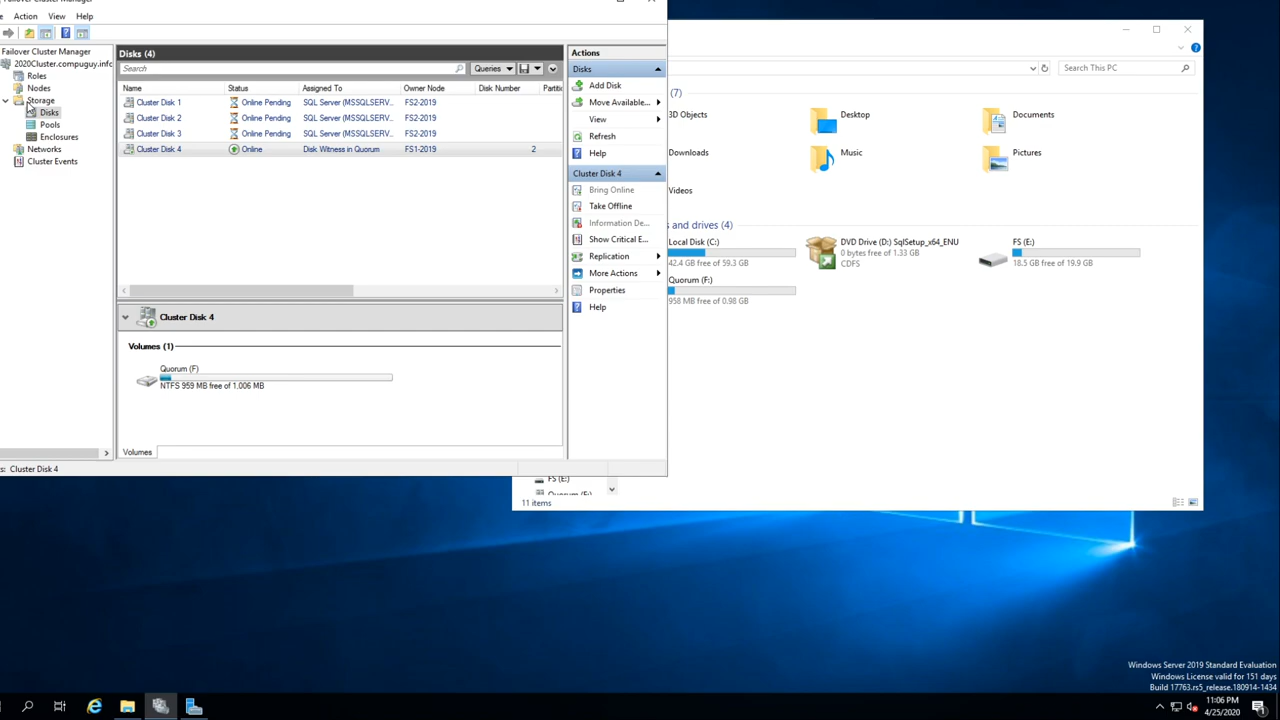 Failover Cluster Manager
Action View Help
Failover Cluster Manager
2020Cluster.compuguy.info
Roles
Nodes
Storage
Disks
Pools
Enclosures
Networks
Cluster Events
Disks (4)
Search
Queries
Name Status Assigned To Owner Node Disk Number Partiti
Cluster Disk 1 Online Pending SQL Server (MSSQLSERV... FS2-2019
Cluster Disk 2 Online Pending SQL Server (MSSQLSERV... FS2-2019
Cluster Disk 3 Online Pending SQL Server (MSSQLSERV... FS2-2019
Cluster Disk 4 Online Disk Witness in Quorum FS1-2019 2
Cluster Disk 4
Volumes (1)
Quorum (F)
NTFS 959 MB free of 1,006 MB
Volumes
s: Cluster Disk 4
Actions
Disks
Add Disk
Move Available...
View
Refresh
Help
Cluster Disk 4
Bring Online
Take Offline
Information De...
Show Critical E...
Replication
More Actions
Properties
Help
Search This PC
(7)
3D Objects
Desktop
Documents
Downloads
Music
Pictures
Videos
s and drives (4)
Local Disk (C:)
42.4 GB free of 59.3 GB
DVD Drive (D:) SqlSetup_x64_ENU
0 bytes free of 1.33 GB
CDFS
FS (E:)
18.5 GB free of 19.9 GB
Quorum (F:)
958 MB free of 0.98 GB
FS (E:)
Quorum (F:)
11 items
Windows Server 2019 Standard Evaluation
Windows License valid for 151 days
Build 17763.rs5_release.180914-1434
11:06 PM
4/25/2020
1